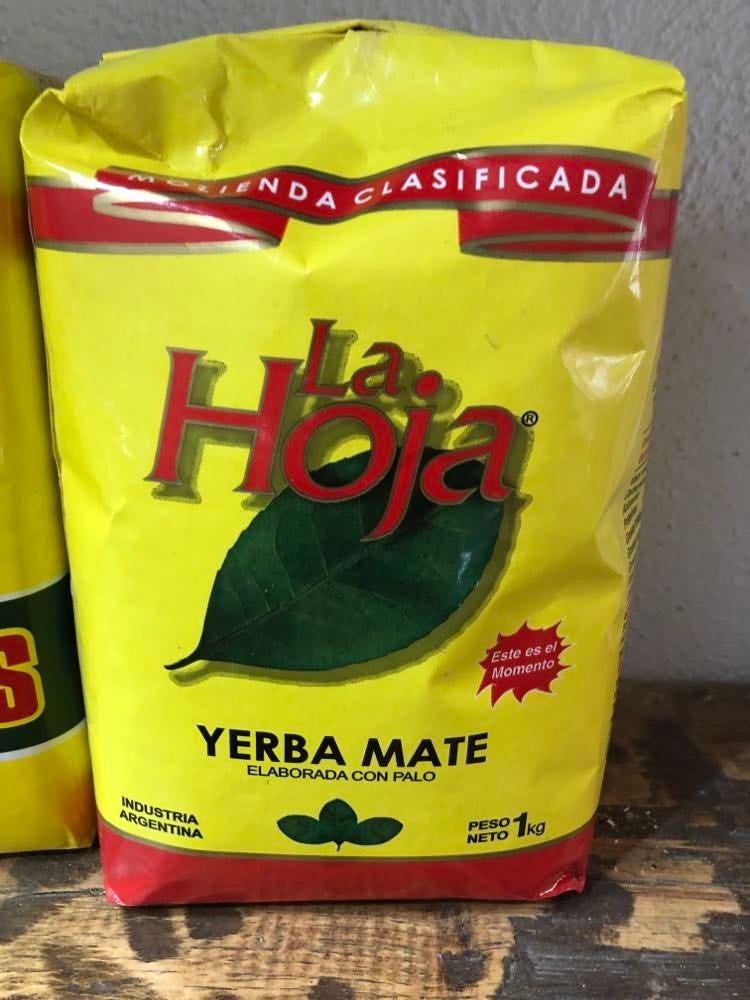 MOLIENDA CLASIFICADA
La
Hoja®
Este es el
Momento
YERBA MATE
ELABORADA CON PALO
INDUSTRIA
ARGENTINA
PESO
NETO 1kg
S